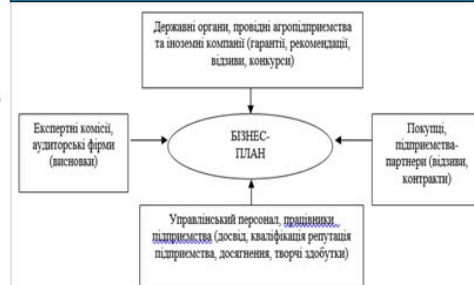 Державні органи, провідні агропідприємства
та іноземні компанії (гарантії, рекомендації,
відзиви, конкурси)
Експертні комісії,
аудиторські фірми
(висновки)
БІЗНЕС-
ПЛАН
Покупці,
підприємства-
партнери (відзиви,
контракти)
Управлінський персонал, працівники
підприємства (досвід, кваліфікація репутація
підприємства, досягнення, творчі здобутки)